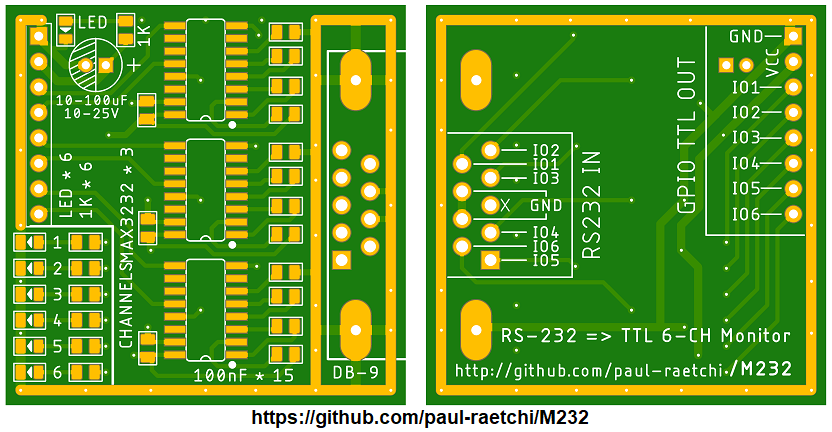 LED
1K
+
10-100uF
10-25V
LED * 6
1K * 6
CHANNELS
MAX3232 * 3
1
2
3
4
5
6
100nF * 15
DB-9
GND
VCC
IO1
IO2
IO3
IO4
IO5
IO6
GPIO TTL OUT
IO2
IO1
IO3
X GND
IO4
IO6
IO5
RS232 IN
RS-232 => TTL 6-CH Monitor
http://github.com/paul-raetchi/M232
https://github.com/paul-raetchi/M232